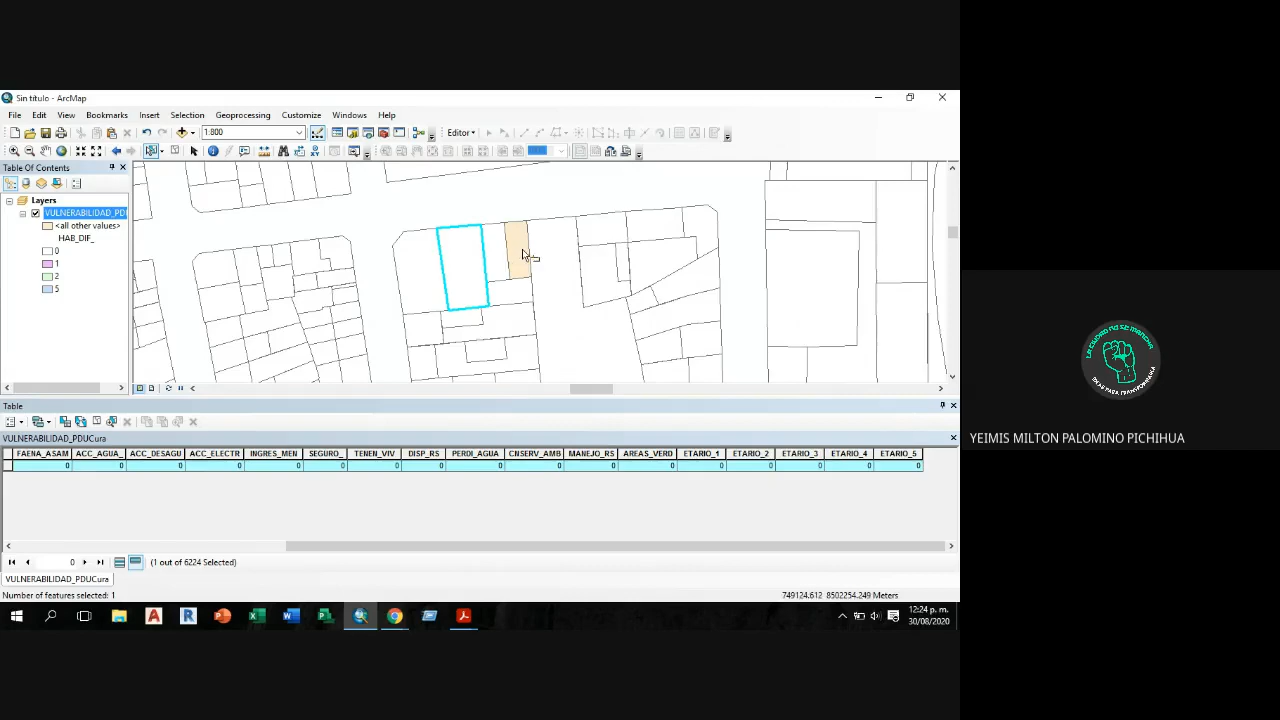 Sin título - ArcMap
File Edit View Bookmarks Insert Selection Geoprocessing Customize Windows Help
1:800
Editor
Table Of Contents
Layers
VULNERABILIDAD_PDI
<all other values>
HAB_DIF_
0
1
2
5
Table
VULNERABILIDAD_PDUCura
FAENA_ASAM ACC_AGUA_ ACC_DESAGU ACC_ELECTR INGRES_MEN SEGURO_ TENEN_VIV DISP_RS PERDI_AGUA CNSERV_AMB MANEJO_RS AREAS_VERD ETARIO_1 ETARIO_2 ETARIO_3 ETARIO_4 ETARIO_5
0 0 0 0 0 0 0 0 0 0 0 0 0 0 0 0 0
0 (1 out of 6224 Selected)
VULNERABILIDAD_PDUCura
Number of features selected: 1
749124.612 8502254.249 Meters
12:24 p. m.
30/08/2020
YEIMIS MILTON PALOMINO PICHIHUA